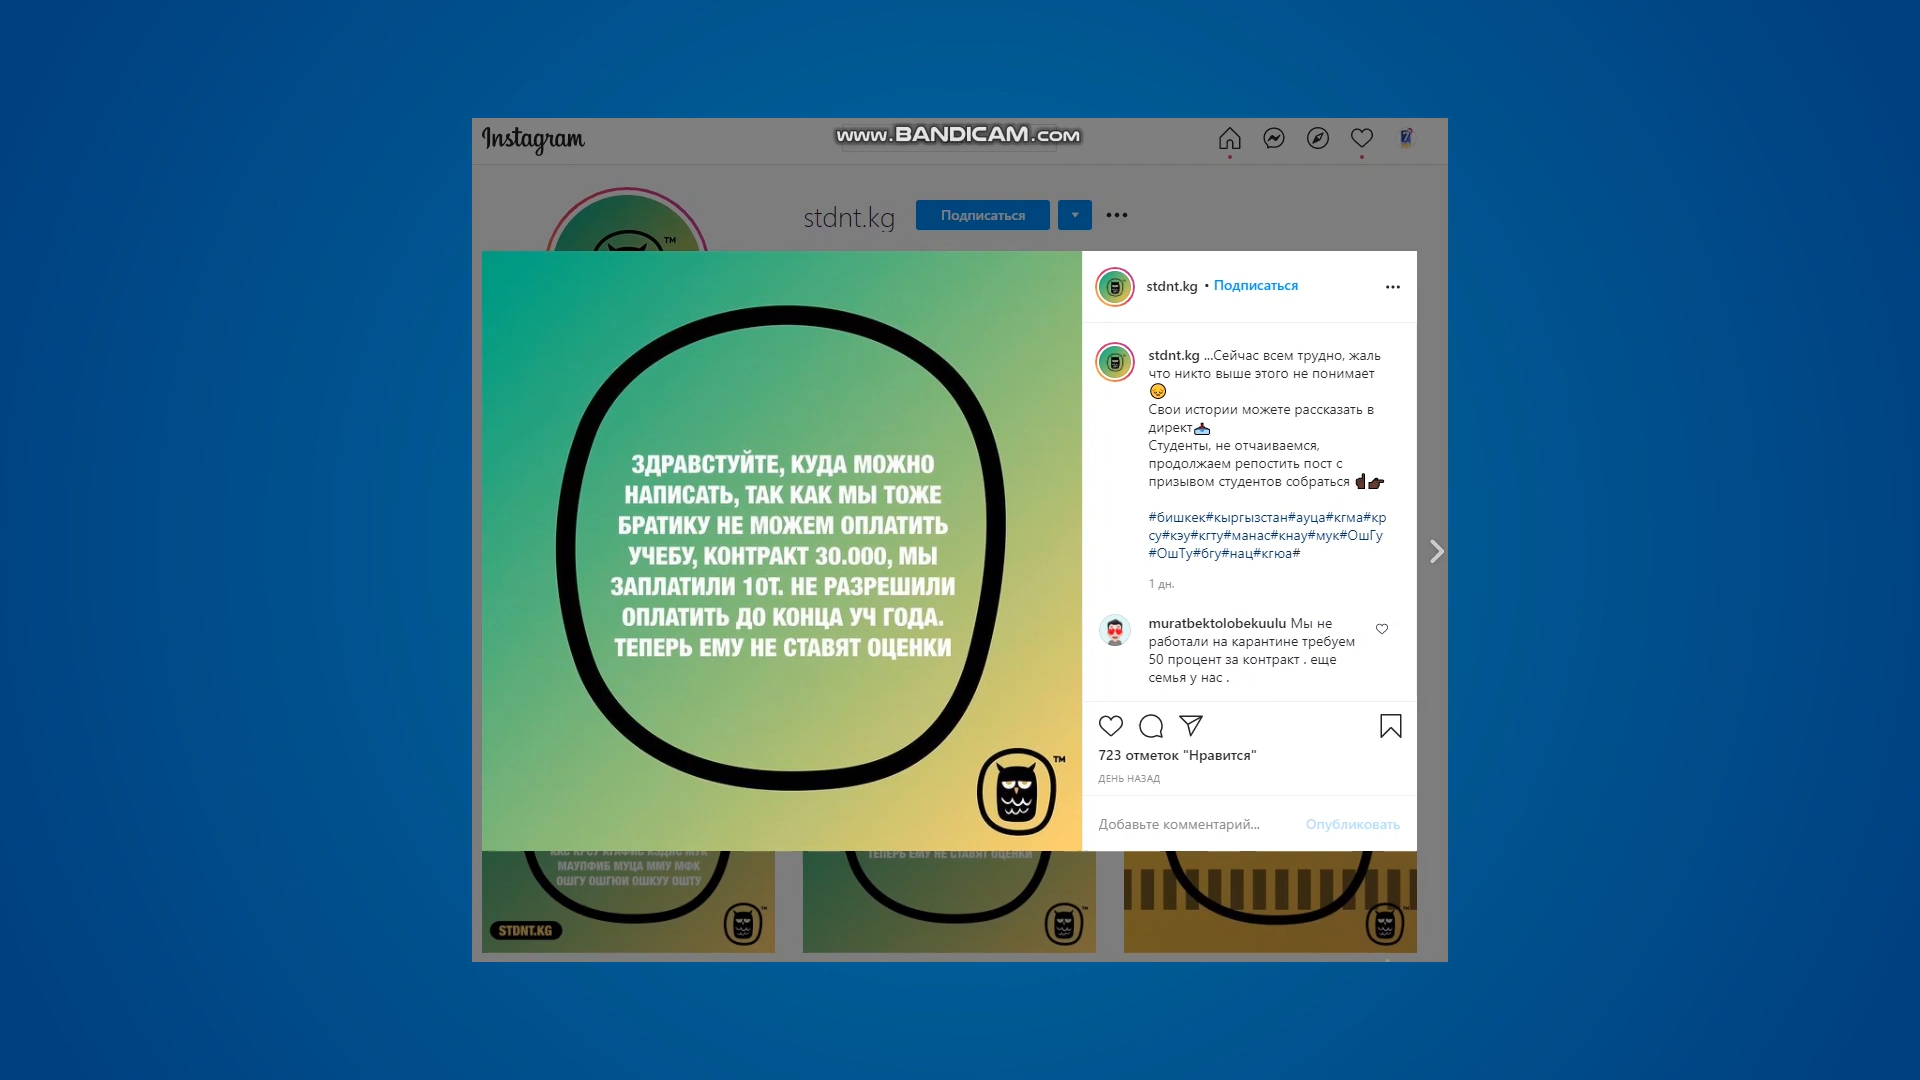 Instagram
www.BANDICAM.com
stdnt.kg
Подписаться
TM
ЗДРАВСТУЙТЕ, КУДА МОЖНО
НАПИСАТЬ, ТАК КАК МЫ ТОЖЕ
БРАТИКУ НЕ МОЖЕМ ОПЛАТИТЬ
УЧЕБУ, КОНТРАКТ 30.000, МЫ
ЗАПЛАТИЛИ 10Т. НЕ РАЗРЕШИЛИ
ОПЛАТИТЬ ДО КОНЦА УЧ ГОДА.
ТЕПЕРЬ ЕМУ НЕ СТАВЯТ ОЦЕНКИ
TM
stdnt.kg • Подписаться
stdnt.kg ...Сейчас всем трудно, жаль
что никто выше этого не понимает
Свои истории можете рассказать в
директ
Студенты, не отчаиваемся,
продолжаем репостить пост с
призывом студентов собраться
#бишкек#кыргызстан#ауца#кгма#кр
су#кэу#кгту#манас#кнау#мук#ОшГу
#ОшТу#бгу#нац#кгюа#
1 дн.
muratbektolobekuulu Мы не
работали на карантине требуем
50 процент за контракт . еще
семья у нас .
723 отметок "Нравится"
ДЕНЬ НАЗАД
Добавьте комментарий...
Опубликовать
МАУПФИБ МУЦА ММУ МФК
ОШГУ ОШГЮИ ОШКУУ ОШТУ
STDNT.KG
ТЕПЕРЬ ЕМУ НЕ СТАВЯТ ОЦЕНКИ